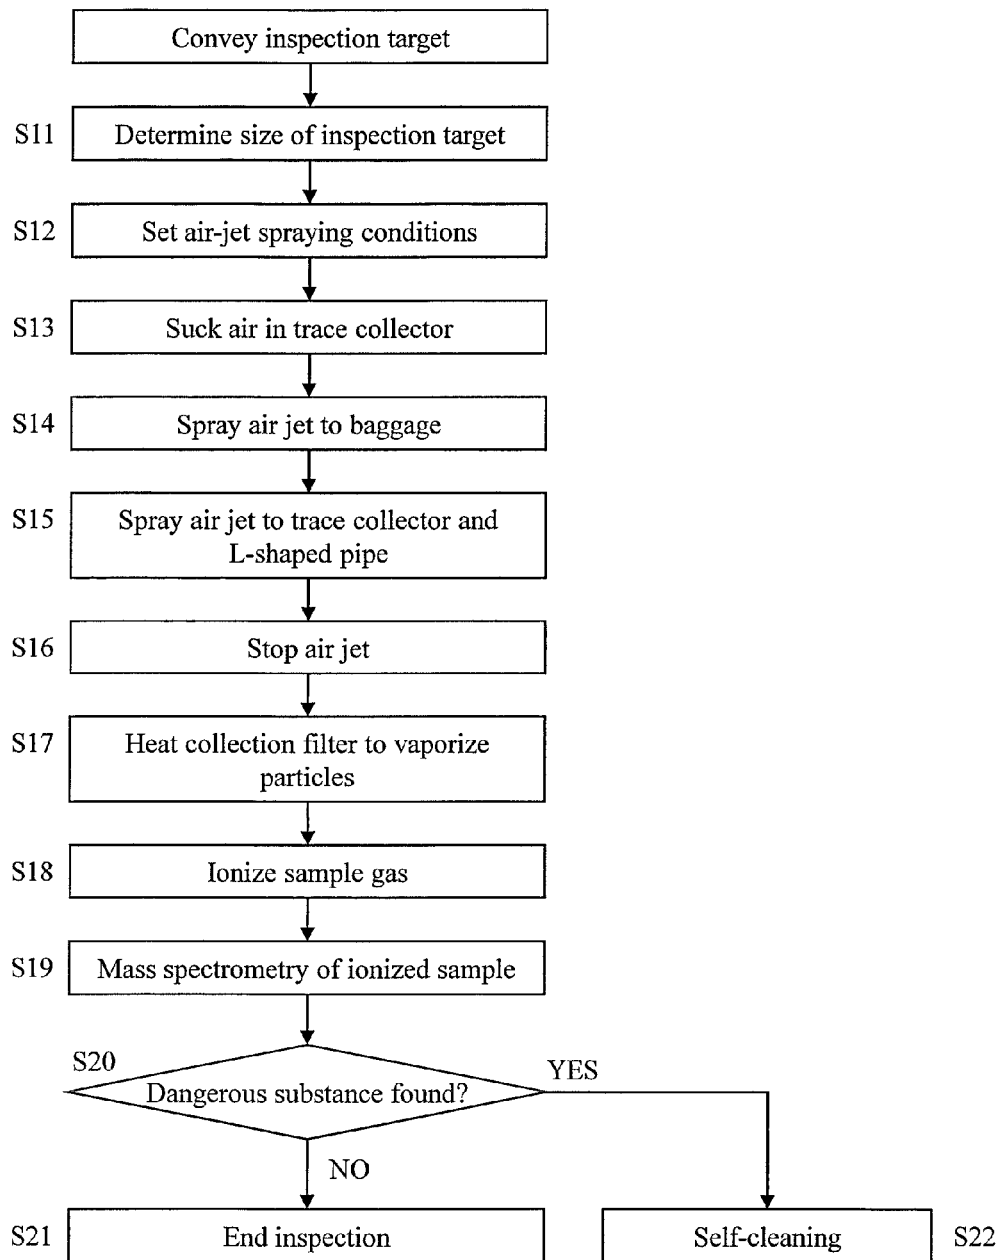 Convey inspection target
S11
Determine size of inspection target
S12
Set air-jet spraying conditions
S13
Suck air in trace collector
S14
Spray air jet to baggage
S15
Spray air jet to trace collector and
L-shaped pipe
S16
Stop air jet
S17
Heat collection filter to vaporize
particles
S18
Ionize sample gas
S19
Mass spectrometry of ionized sample
S20
Dangerous substance found?
YES
NO
S21
End inspection
Self-cleaning
S22